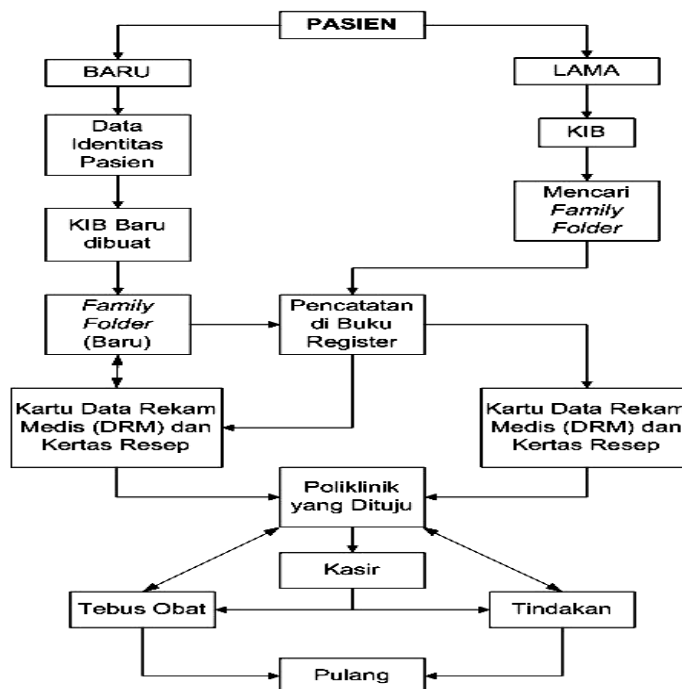 PASIEN
BARU
LAMA
Data
Identitas
Pasien
KIB
KIB Baru
dibuat
Mencari
Family
Folder
Family
Folder
(Baru)
Pencatatan
di Buku
Register
Kartu Data Rekam
Medis (DRM) dan
Kertas Resep
Kartu Data Rekam
Medis (DRM) dan
Kertas Resep
Poliklinik
yang Dituju
Kasir
Tebus Obat
Tindakan
Pulang